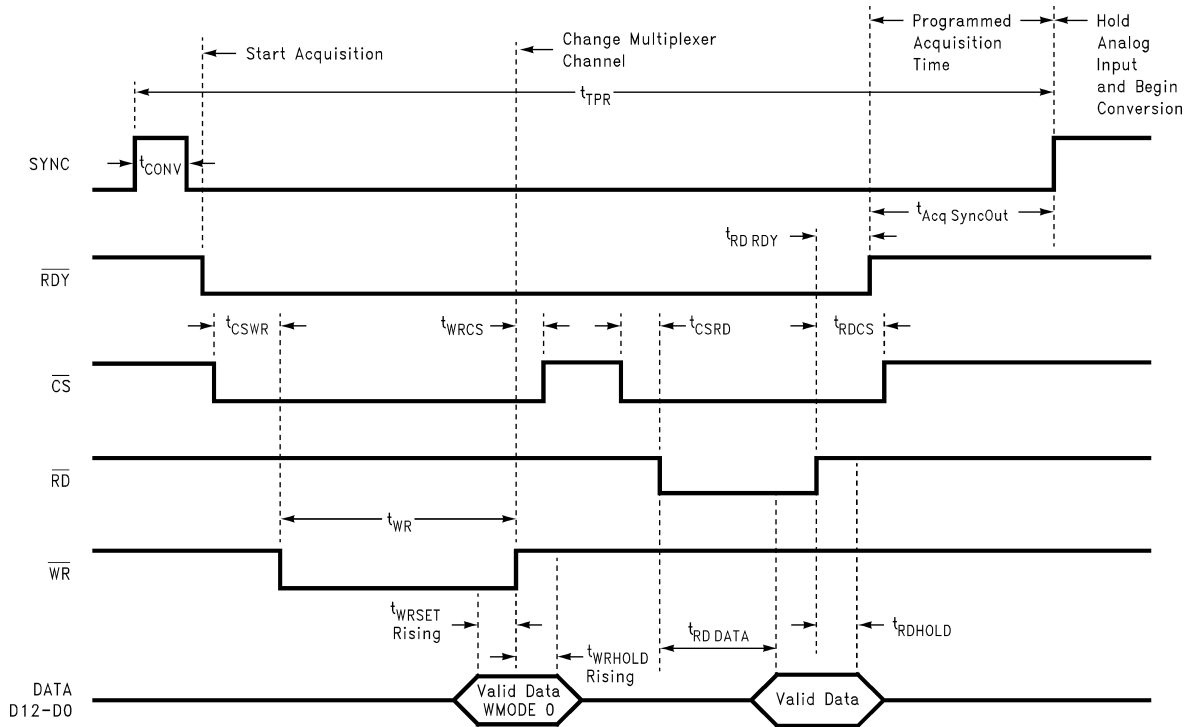 Start Acquisition
Change Multiplexer
Channel
Programmed
Acquisition
Time
Hold
Analog
Input
and Begin
Conversion
tTPR
SYNC
tCONV
tAcq SyncOut
tRD RDY
RDY
tCSWR
tWRCS
tCSRD
tRDCS
CS
RD
tWR
WR
tWRSET
Rising
tWRHOLD
Rising
tRD DATA
tRDHOLD
DATA
D12-D0
Valid Data
WMODE 0
Valid Data